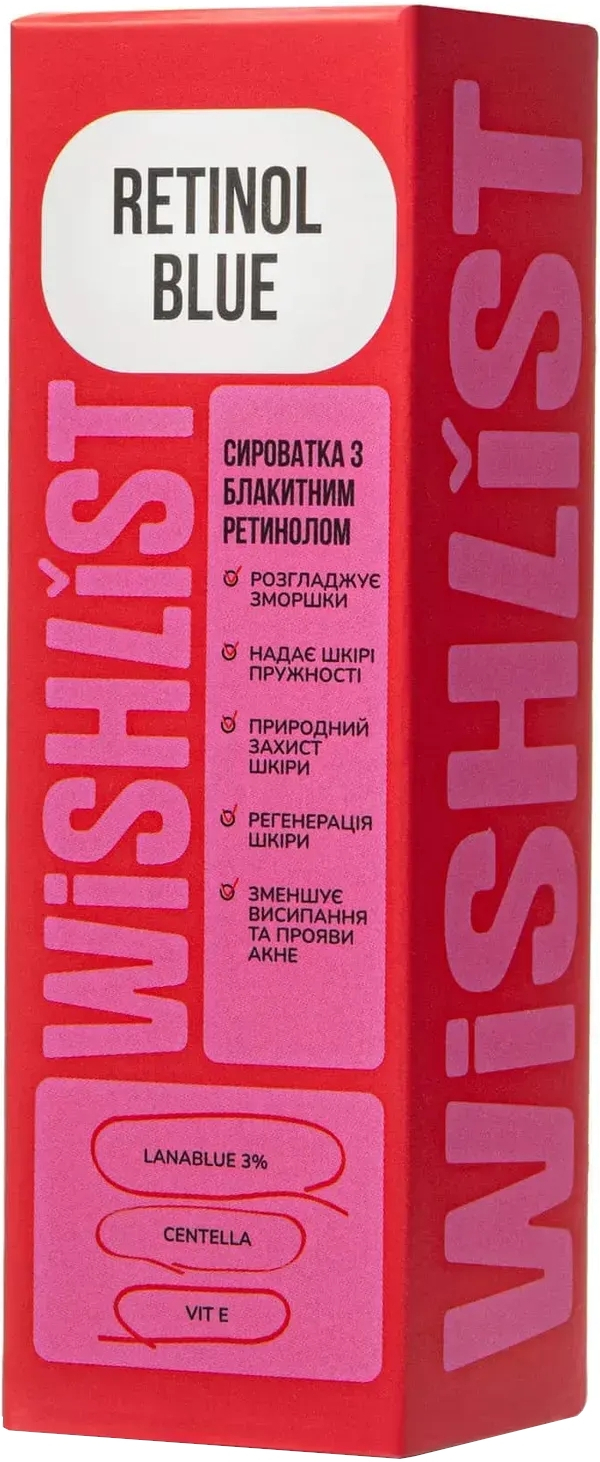 RETINOL
BLUE
WiSHLiST
СИРОВАТКА З
БЛАКИТНИМ
РЕТИНОЛОМ
РОЗГЛАДЖУЄ
ЗМОРШКИ
НАДАЄ ШКІРІ
ПРУЖНОСТІ
ПРИРОДНИЙ
ЗАХИСТ
ШКІРИ
РЕГЕНЕРАЦІЯ
ШКІРИ
ЗМЕНШУЄ
ВИСИПАННЯ
ТА ПРОЯВИ
АКНЕ
LANABLUE 3%
CENTELLA
VIT E
WiSHLiST